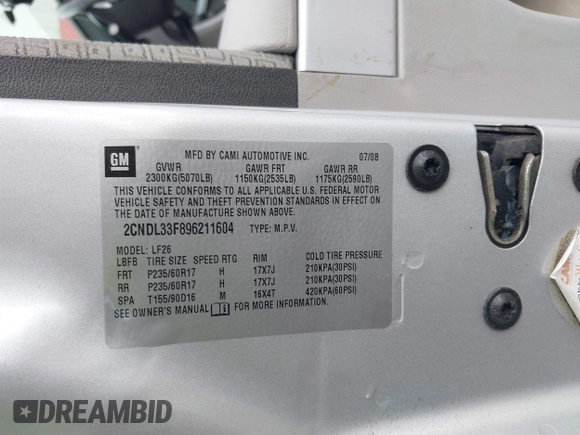 GM
MFD BY CAMI AUTOMOTIVE INC. 07/08
GVWR GAWR FRT GAWR RR
2300KG(5070LB) 1150KG(2535LB) 1175KG(2590LB)
THIS VEHICLE CONFORMS TO ALL APPLICABLE U.S. FEDERAL MOTOR
VEHICLE SAFETY AND THEFT PREVENTION STANDARDS IN EFFECT ON
THE DATE OF MANUFACTURE SHOWN ABOVE.
2CNDL33F896211604 TYPE: M.P.V.
MODEL: LF26
LBFB TIRE SIZE SPEED RTG RIM COLD TIRE PRESSURE
FRT P235/60R17 H 17X7J 210KPA(30PSI)
RR P235/60R17 H 17X7J 210KPA(30PSI)
SPA T155/90D16 M 16X4T 420KPA(60PSI)
SEE OWNER'S MANUAL FOR MORE INFORMATION.
DREAMBID